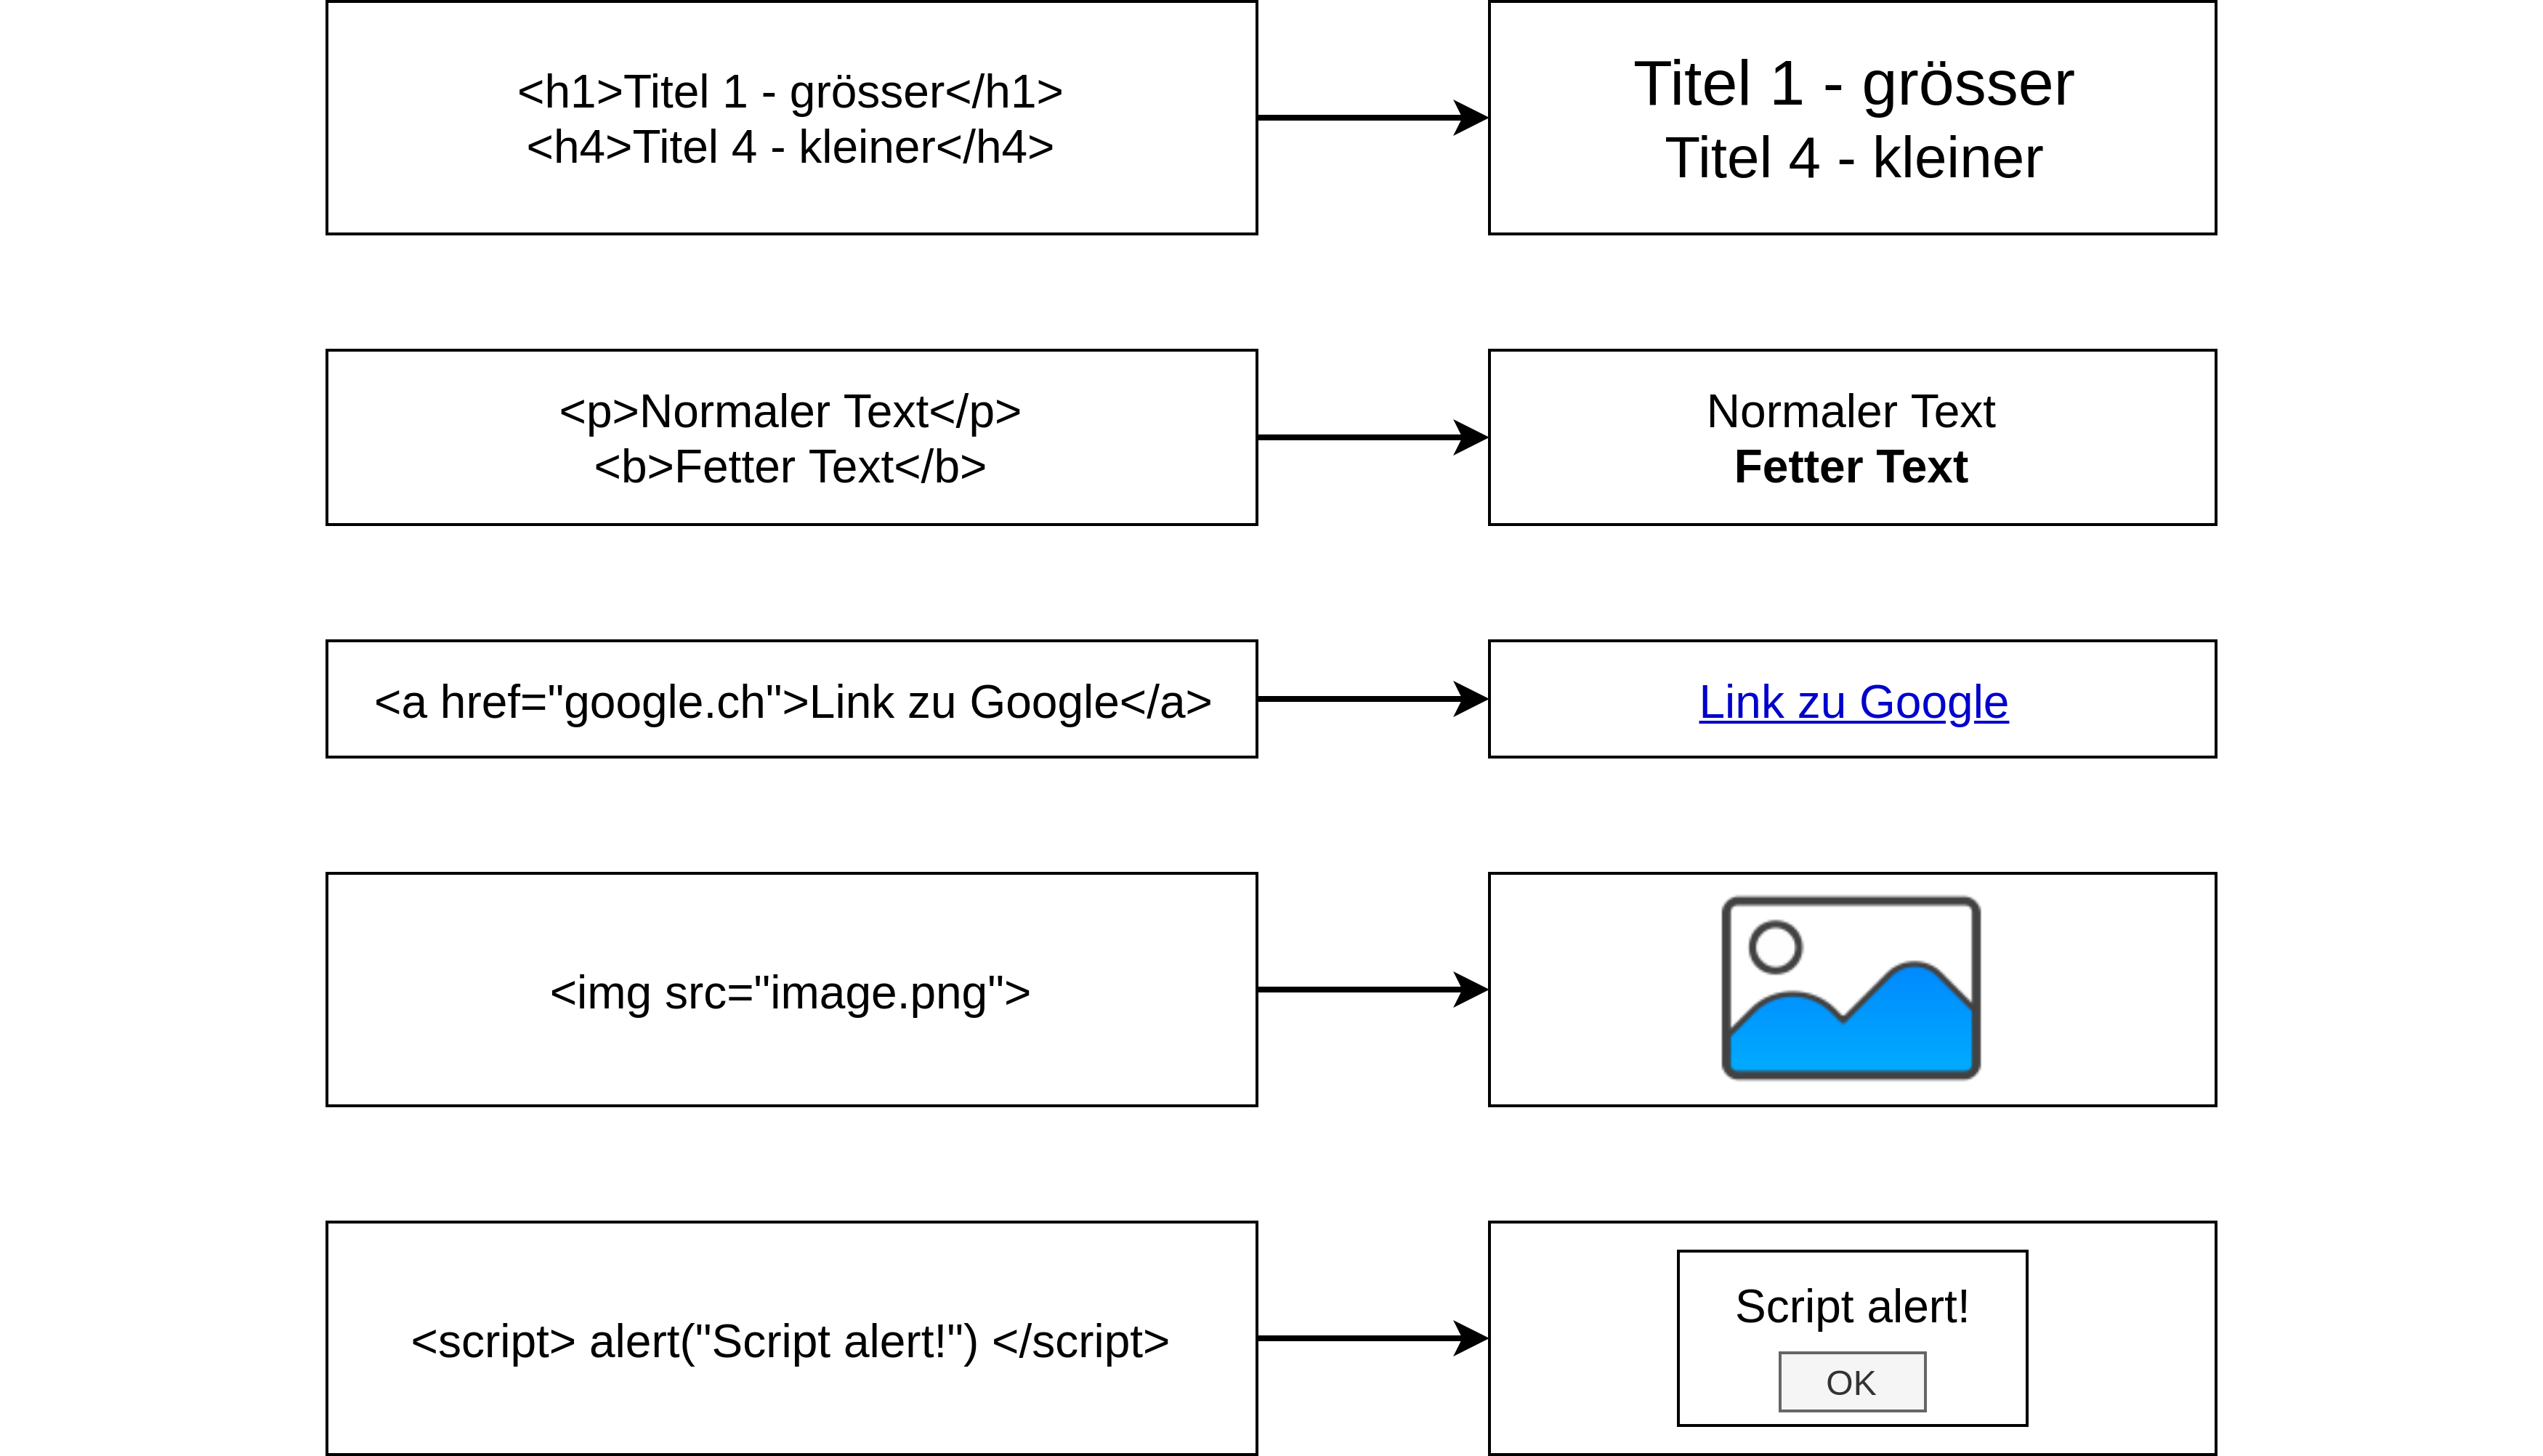 <h1>Titel 1 - grösser</h1>
<h4>Titel 4 - kleiner</h4>
Titel 1 - grösser
Titel 4 - kleiner
<p>Normaler Text</p>
<b>Fetter Text</b>
Normaler Text
Fetter Text
<a href="google.ch">Link zu Google</a>
Link zu Google
<img src="image.png">
<script> alert("Script alert!") </script>
Script alert!
OK